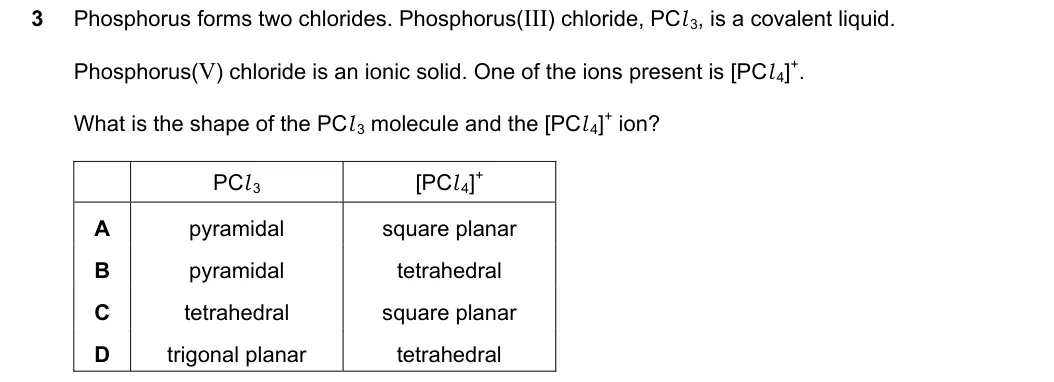 3 Phosphorus forms two chlorides. Phosphorus(III) chloride, PCl₃, is a covalent liquid.
Phosphorus(V) chloride is an ionic solid. One of the ions present is [PCl₄]⁺.
What is the shape of the PCl₃ molecule and the [PCl₄]⁺ ion?
PCl₃ [PCl₄]⁺
A pyramidal square planar
B pyramidal tetrahedral
C tetrahedral square planar
D trigonal planar tetrahedral